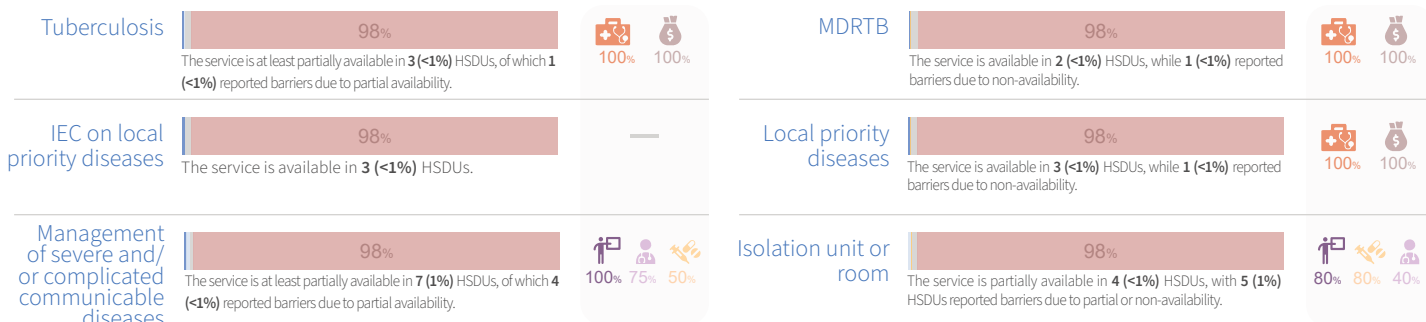 Tuberculosis
98%
The service is at least partially available in 3 (<1%) HSDUs, of which 1
(<1%) reported barriers due to partial availability.
100% 100%
MDRTB
98%
The service is available in 2 (<1%) HSDUs, while 1 (<1%) reported
barriers due to non-availability.
100% 100%
IEC on local
priority diseases
98%
The service is available in 3 (<1%) HSDUs.
Local priority
diseases
98%
The service is available in 3 (<1%) HSDUs, while 1 (<1%) reported
barriers due to non-availability.
100% 100%
Management
of severe and/
or complicated
communicable
diseases
98%
The service is at least partially available in 7 (1%) HSDUs, of which 4
(<1%) reported barriers due to partial availability.
100% 75% 50%
Isolation unit or
room
98%
The service is partially available in 4 (<1%) HSDUs, with 5 (1%)
HSDUs reported barriers due to partial or non-availability.
80% 80% 40%